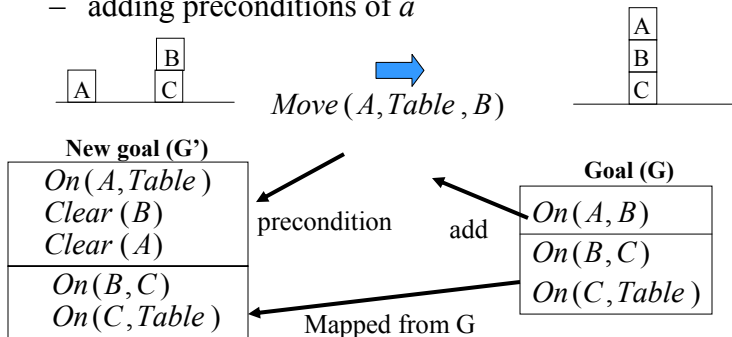 – adding preconditions of a
A
B
C
Move (A,Table , B)
A
B
C
New goal (G’)
On(A,Table)
Clear (B)
Clear (A)
On(B,C)
On(C,Table)
precondition
add
Mapped from G
Goal (G)
On(A,B)
On(B,C)
On(C,Table)